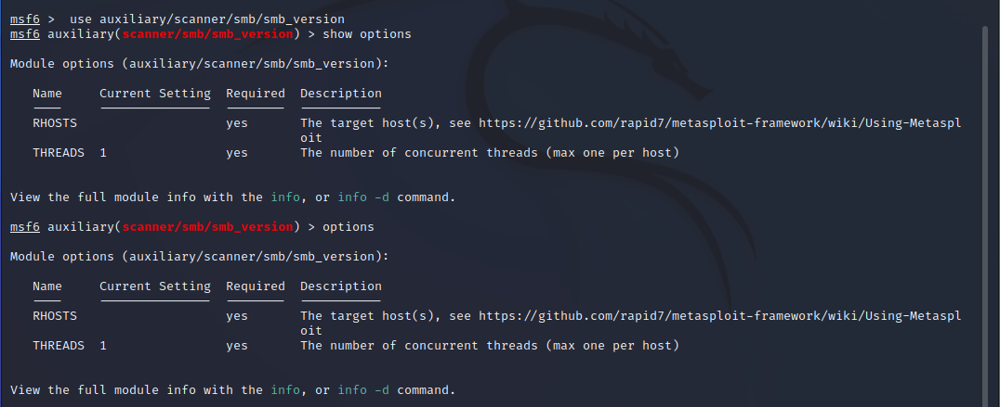 msf6 >  use auxiliary/scanner/smb/smb_version
msf6 auxiliary(scanner/smb/smb_version) > show options
Module options (auxiliary/scanner/smb/smb_version):
Name     Current Setting  Required  Description
RHOSTS                    yes       The target host(s), see https://github.com/rapid7/metasploit-framework/wiki/Using-Metaspl
oit
THREADS  1                yes       The number of concurrent threads (max one per host)
View the full module info with the info, or info -d command.
msf6 auxiliary(scanner/smb/smb_version) > options
Module options (auxiliary/scanner/smb/smb_version):
Name     Current Setting  Required  Description
RHOSTS                    yes       The target host(s), see https://github.com/rapid7/metasploit-framework/wiki/Using-Metaspl
oit
THREADS  1                yes       The number of concurrent threads (max one per host)
View the full module info with the info, or info -d command.